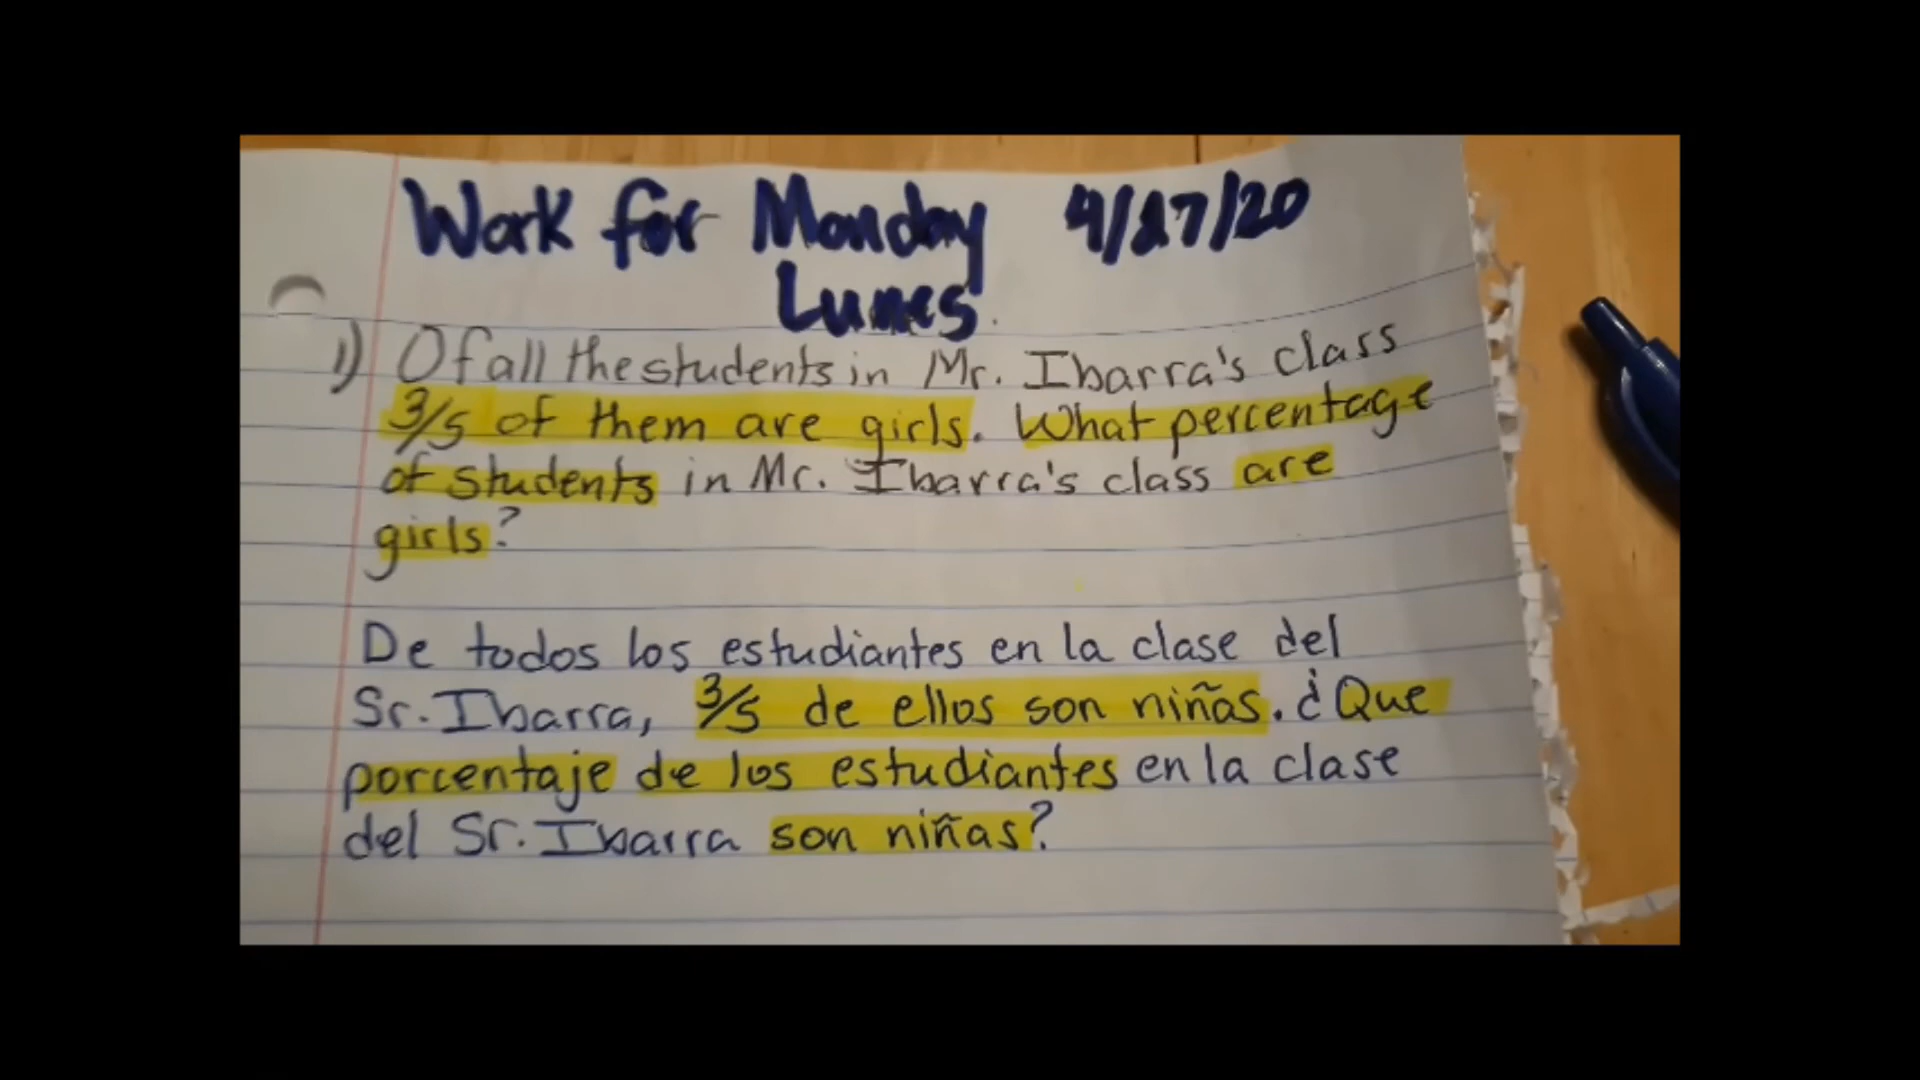 Work for Monday 4/27/20
Lunes
1) Of all the students in Mr. Ibarra's class
3/5 of them are girls. What percentage
of students in Mr. Ibarra's class are
girls?
De todos los estudiantes en la clase del
Sr. Ibarra, 3/5 de ellos son niñas. ¿Que
porcentaje de los estudiantes en la clase
del Sr. Ibarra son niñas?